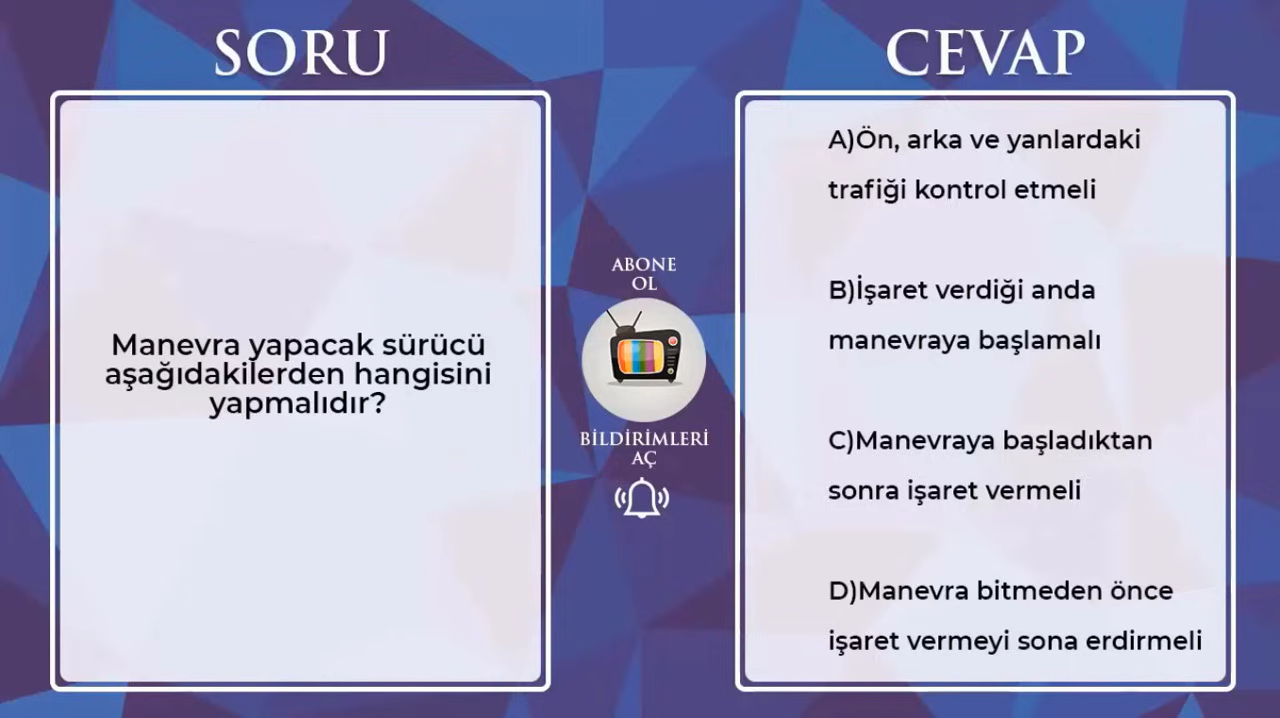 SORU
Manevra yapacak sürücü
aşağıdakilerden hangisini
yapmalıdır?
ABONE
OL
BİLDİRİMLERİ
AÇ
CEVAP
A)Ön, arka ve yanlardaki
trafiği kontrol etmeli
B)İşaret verdiği anda
manevraya başlamalı
C)Manevraya başladıktan
sonra işaret vermeli
D)Manevra bitmeden önce
işaret vermeyi sona erdirmeli